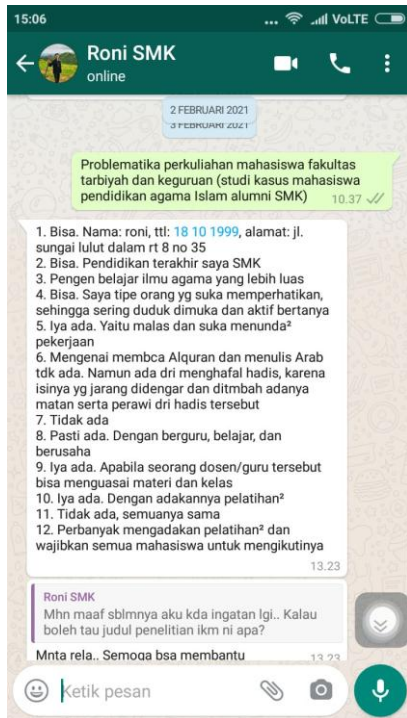 15:06
... VoLTE
Roni SMK
online
2 FEBRUARI 2021
3 FEBRUARI 2021
Problematika perkuliahan mahasiswa fakultas
tarbiyah dan keguruan (studi kasus mahasiswa
pendidikan agama Islam alumni SMK)
10.37
1. Bisa. Nama: roni, ttl: 18 10 1999, alamat: jl.
sungai lulut dalam rt 8 no 35
2. Bisa. Pendidikan terakhir saya SMK
3. Pengen belajar ilmu agama yang lebih luas
4. Bisa. Saya tipe orang yg suka memperhatikan,
sehingga sering duduk dimuka dan aktif bertanya
5. Iya ada. Yaitu malas dan suka menunda²
pekerjaan
6. Mengenai membca Alquran dan menulis Arab
tdk ada. Namun ada dri menghafal hadis, karena
isinya yg jarang didengar dan ditmbah adanya
matan serta perawi dri hadis tersebut
7. Tidak ada
8. Pasti ada. Dengan berguru, belajar, dan
berusaha
9. Iya ada. Apabila seorang dosen/guru tersebut
bisa menguasai materi dan kelas
10. Iya ada. Dengan adakannya pelatihan²
11. Tidak ada, semuanya sama
12. Perbanyak mengadakan pelatihan² dan
wajibkan semua mahasiswa untuk mengikutinya
13.23
Roni SMK
Mhn maaf sblmnya aku kda ingatan lgi.. Kalau
boleh tau judul penelitian ikm ni apa?
Mnta rela.. Semoga bsa membantu
13.23
Ketik pesan